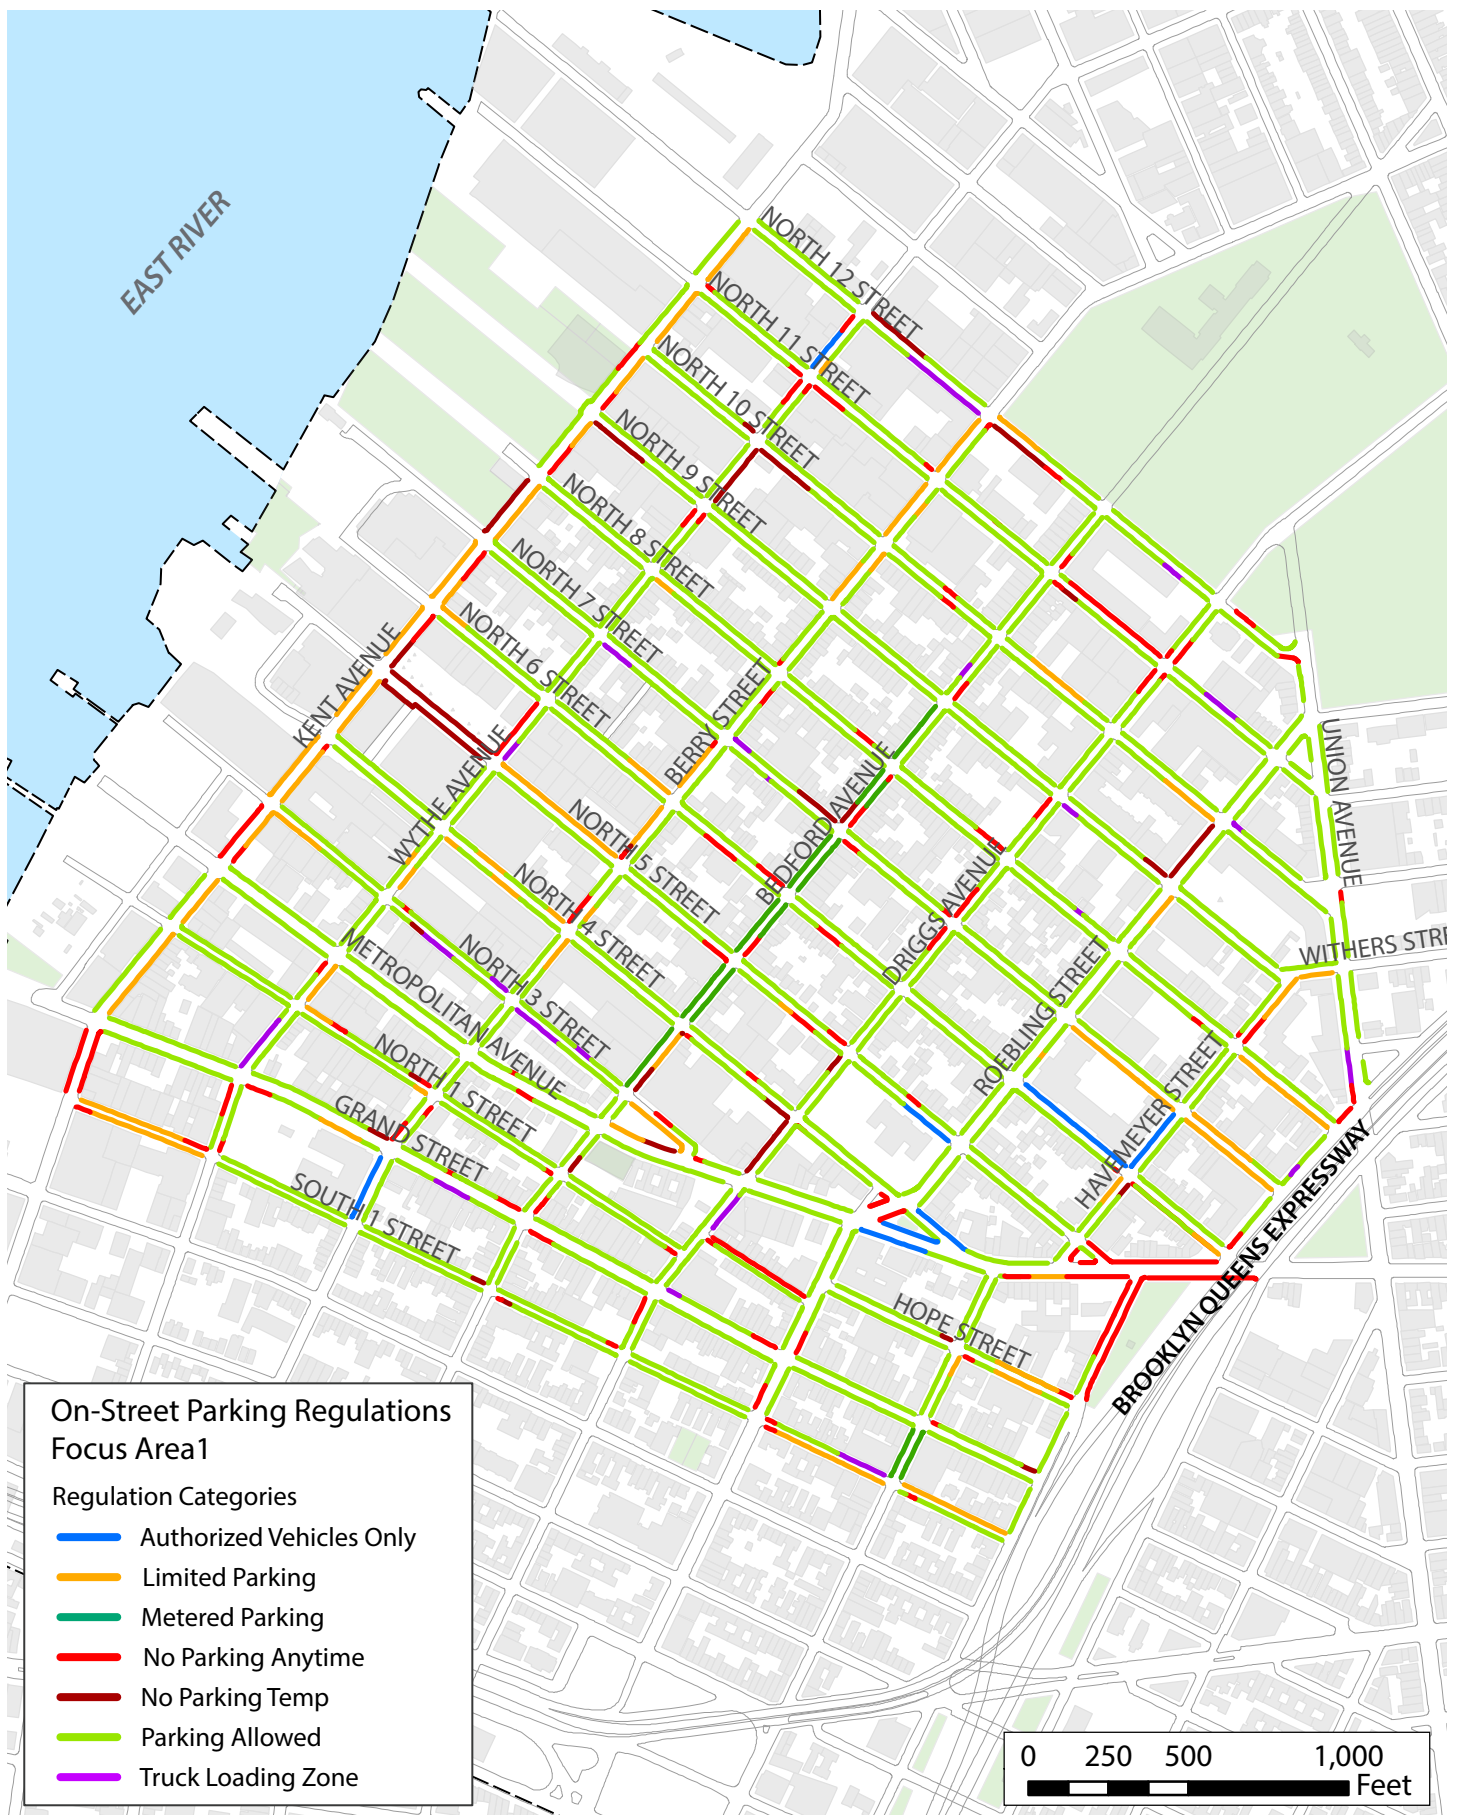 EAST RIVER
NORTH 12 STREET
NORTH 11 STREET
NORTH 10 STREET
NORTH 9 STREET
NORTH 8 STREET
NORTH 7 STREET
NORTH 6 STREET
KENT AVENUE
WYTHE AVENUE
BERRY STREET
BEDFORD AVENUE
UNION AVENUE
NORTH 5 STREET
NORTH 4 STREET
NORTH 3 STREET
DRIGGS AVENUE
ROEBLING STREET
WITHERS STRE
METROPOLITAN AVENUE
NORTH 1 STREET
GRAND STREET
SOUTH 1 STREET
HAVEMEYER STREET
HOPE STREET
BROOKLYN QUEENS EXPRESSWAY
On-Street Parking Regulations
Focus Area1
Regulation Categories
Authorized Vehicles Only
Limited Parking
Metered Parking
No Parking Anytime
No Parking Temp
Parking Allowed
Truck Loading Zone
0 250 500 1,000
Feet